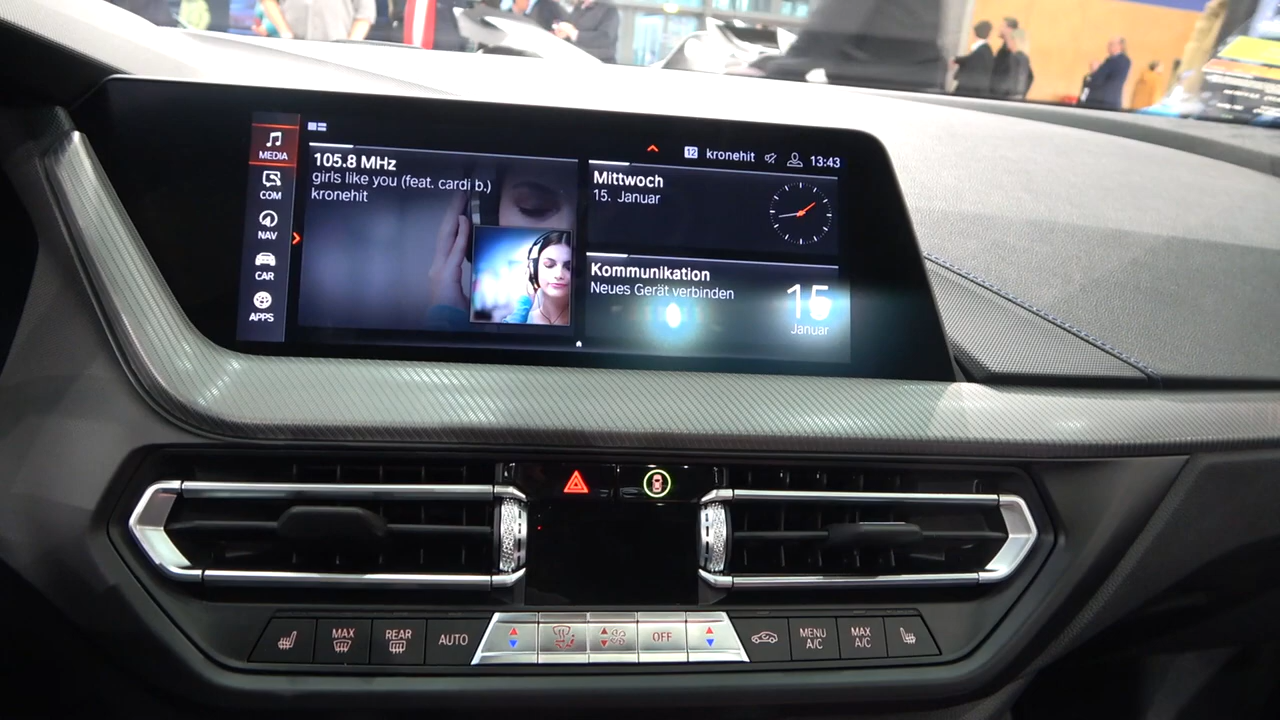 MEDIA
COM
NAV
CAR
APPS
105.8 MHz
girls like you (feat. cardi b.)
kronehit
12 kronehit 13:43
Mittwoch
15. Januar
Kommunikation
Neues Gerät verbinden
15
Januar
MAX
REAR
AUTO
OFF
MENU
A/C
MAX
A/C